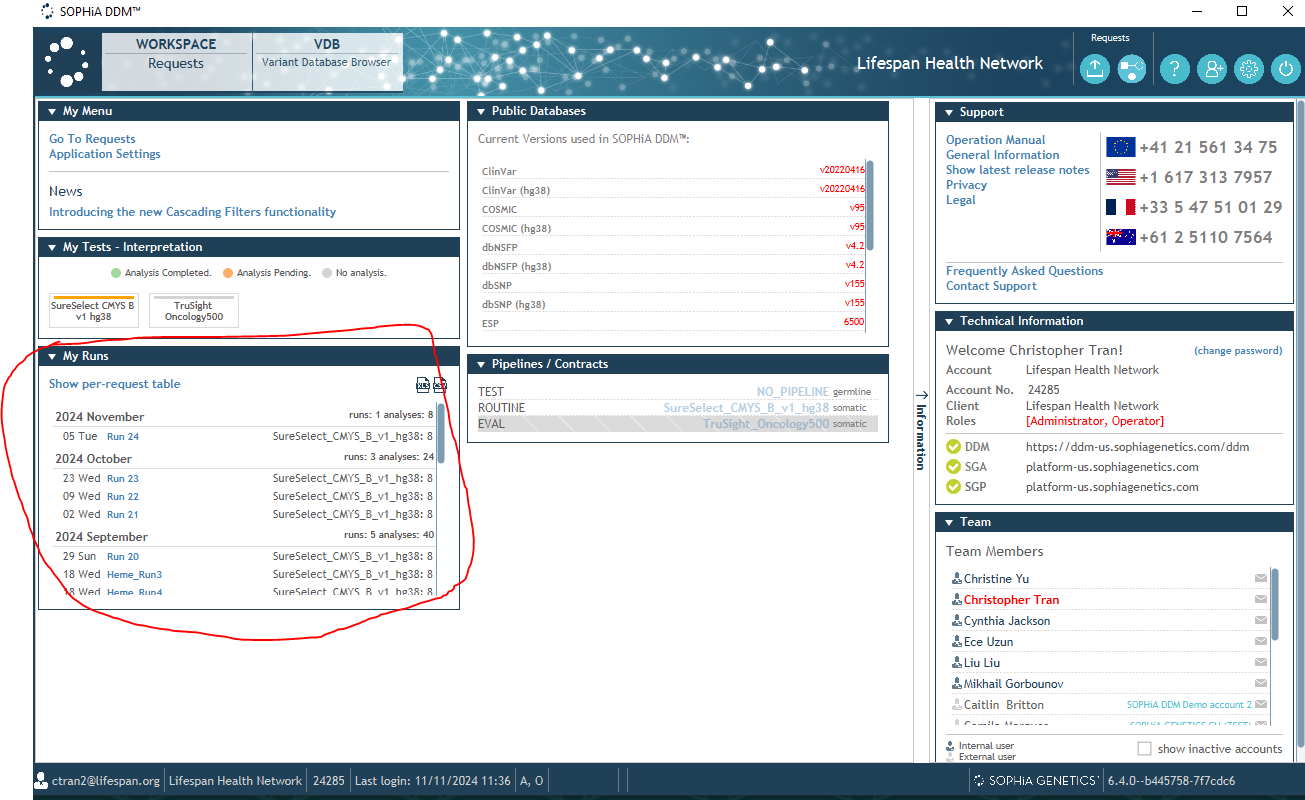 SOPHiA DDM™
WORKSPACE
Requests
VDB
Variant Database Browser
Lifespan Health Network
Requests
My Menu
Go To Requests
Application Settings
News
Introducing the new Cascading Filters functionality
My Tests - Interpretation
Analysis Completed. Analysis Pending. No analysis.
SureSelect CMYS B
v1 hg38
TruSight
Oncology500
My Runs
Show per-request table
XLS CSV
2024 November runs: 1 analyses: 8
05 Tue Run 24 SureSelect_CMYS_B_v1_hg38: 8
2024 October runs: 3 analyses: 24
23 Wed Run 23 SureSelect_CMYS_B_v1_hg38: 8
09 Wed Run 22 SureSelect_CMYS_B_v1_hg38: 8
02 Wed Run 21 SureSelect_CMYS_B_v1_hg38: 8
2024 September runs: 5 analyses: 40
29 Sun Run 20 SureSelect_CMYS_B_v1_hg38: 8
18 Wed Heme_Run3 SureSelect_CMYS_B_v1_hg38: 8
18 Wed Heme_Run4 SureSelect_CMYS_B_v1_hg38: 8
Public Databases
Current Versions used in SOPHiA DDM™:
ClinVar v20220416
ClinVar (hg38) v20220416
COSMIC v95
COSMIC (hg38) v95
dbNSFP v4.2
dbNSFP (hg38) v4.2
dbSNP v155
dbSNP (hg38) v155
ESP 6500
Pipelines / Contracts
TEST NO_PIPELINE germline
ROUTINE SureSelect_CMYS_B_v1_hg38 somatic
EVAL TruSight_Oncology500 somatic
Information
Support
Operation Manual
General Information
Show latest release notes
Privacy
Legal
+41 21 561 34 75
+1 617 313 7957
+33 5 47 51 01 29
+61 2 5110 7564
Frequently Asked Questions
Contact Support
Technical Information
Welcome Christopher Tran! (change password)
Account Lifespan Health Network
Account No. 24285
Client Lifespan Health Network
Roles [Administrator, Operator]
DDM https://ddm-us.sophiagenetics.com/ddm
SGA platform-us.sophiagenetics.com
SGP platform-us.sophiagenetics.com
Team
Team Members
Christine Yu
Christopher Tran
Cynthia Jackson
Ece Uzun
Liu Liu
Mikhail Gorbounov
Caitlin Britton SOPHiA DDM Demo account 2
Internal user
External user
show inactive accounts
ctran2@lifespan.org Lifespan Health Network 24285 Last login: 11/11/2024 11:36 A, O
SOPHiA GENETICS 6.4.0--b445758-7f7cdc6